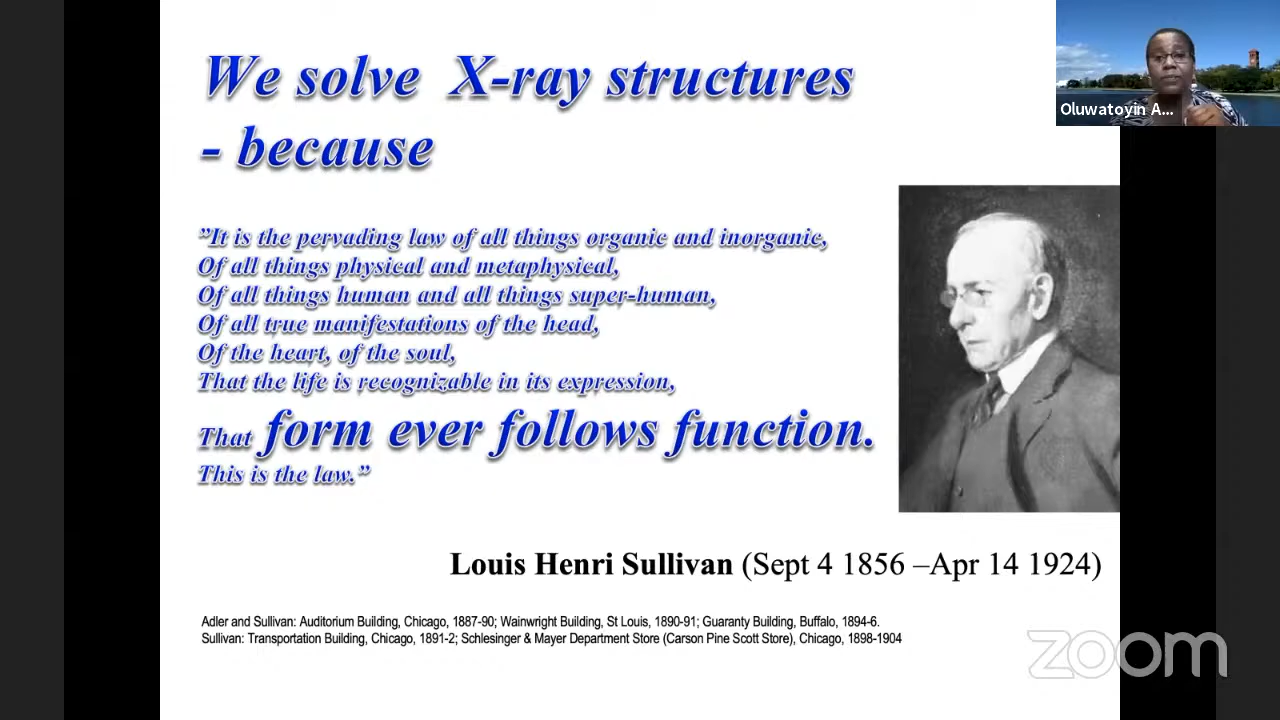 We solve X-ray structures
- because
”It is the pervading law of all things organic and inorganic,
Of all things physical and metaphysical,
Of all things human and all things super-human,
Of all true manifestations of the head,
Of the heart, of the soul,
That the life is recognizable in its expression,
That form ever follows function.
This is the law.”
Louis Henri Sullivan (Sept 4 1856 –Apr 14 1924)
Adler and Sullivan: Auditorium Building, Chicago, 1887-90; Wainwright Building, St Louis, 1890-91; Guaranty Building, Buffalo, 1894-6.
Sullivan: Transportation Building, Chicago, 1891-2; Schlesinger & Mayer Department Store (Carson Pine Scott Store), Chicago, 1898-1904
Oluwatoyin A...
zoom